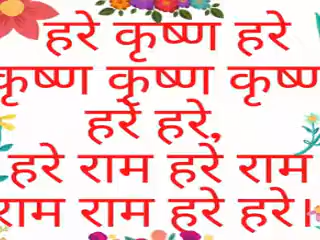 हरे कृष्ण हरे
कृष्ण कृष्ण कृष्ण
हरे हरे,
हरे राम हरे राम
राम राम हरे हरे।